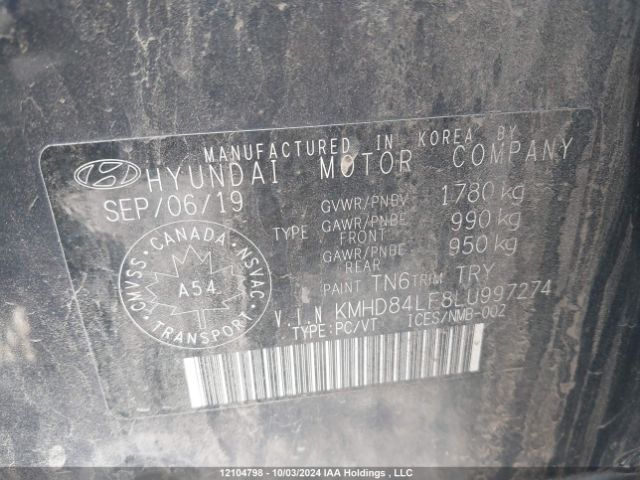 MANUFACTURED IN KOREA BY
HYUNDAI MOTOR COMPANY
SEP/06/19
GVWR/PNBV 1780 kg
TYPE GAWR/PNBE FRONT 990 kg
GAWR/PNBE REAR 950 kg
PAINT TN6 TRIM TRY
V.I.N KMHD84LF8LU997274
TYPE:PC/VT ICES/NMB-002
CANADA
CMVSS. NSVAC
A54
TRANSPORT
12104798 - 10/03/2024 IAA Holdings , LLC